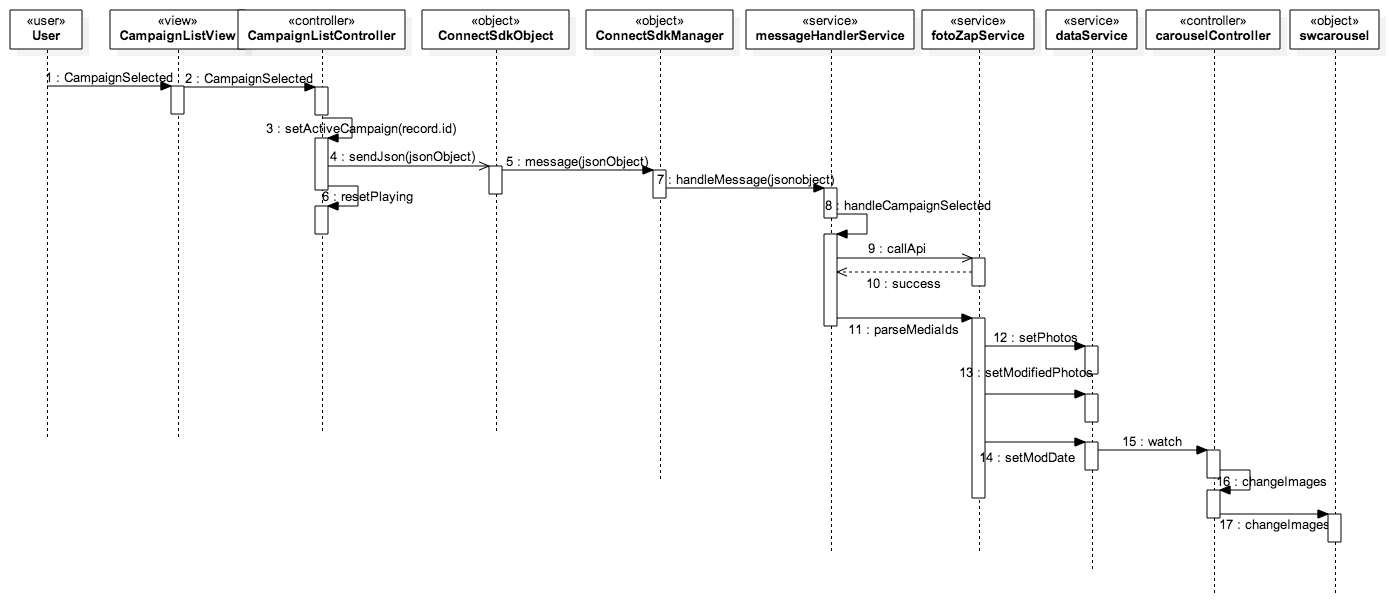 «user»
User
«view»
CampaignListView
«controller»
CampaignListController
«object»
ConnectSdkObject
«object»
ConnectSdkManager
«service»
messageHandlerService
«service»
fotoZapService
«service»
dataService
«controller»
carouselController
«object»
swcarousel
1 : CampaignSelected
2 : CampaignSelected
3 : setActiveCampaign(record.id)
4 : sendJson(jsonObject)
5 : message(jsonObject)
6 : resetPlaying
7 : handleMessage(jsonobject)
8 : handleCampaignSelected
9 : callApi
10 : success
11 : parseMediaIds
12 : setPhotos
13 : setModifiedPhotos
14 : setModDate
15 : watch
16 : changeImages
17 : changeImages